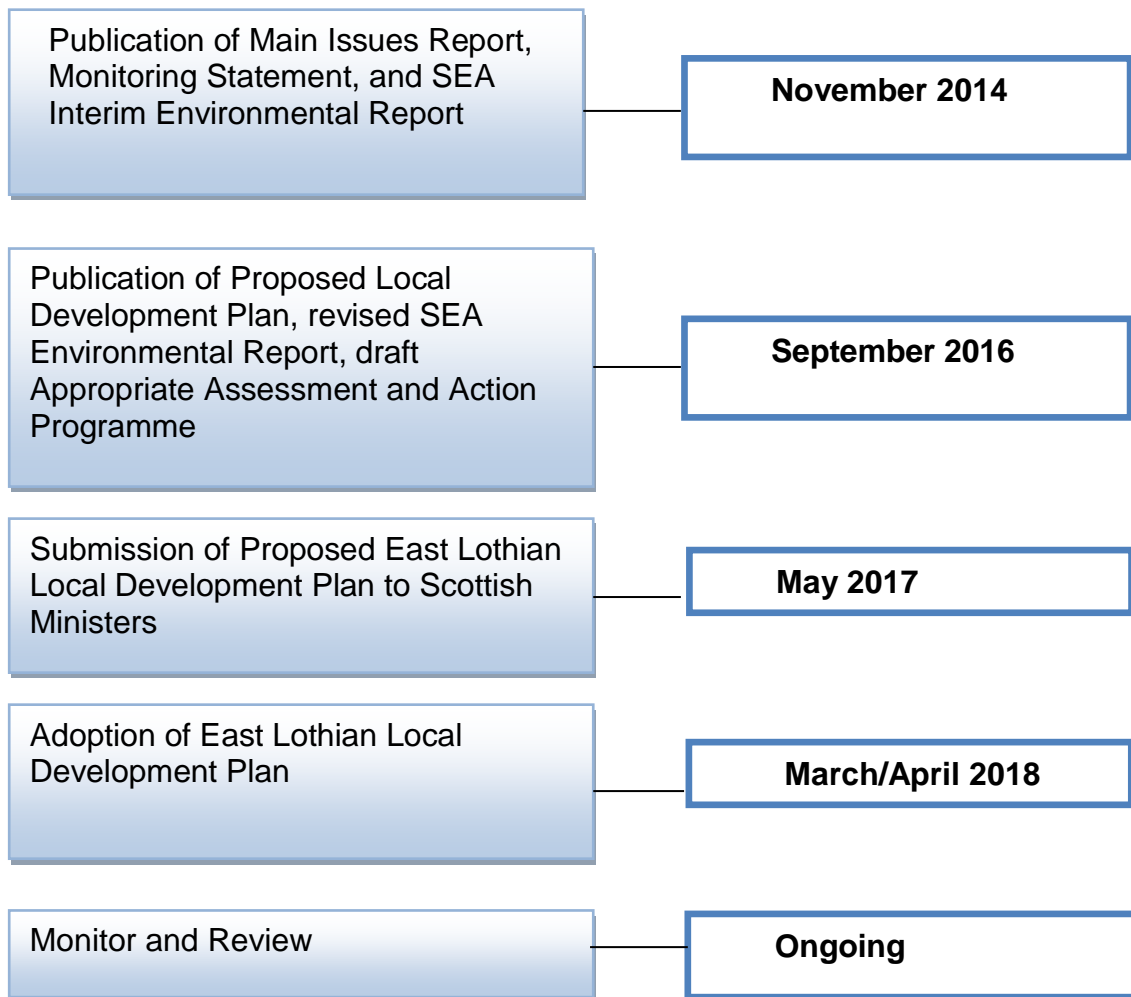 Publication of Main Issues Report,
Monitoring Statement, and SEA
Interim Environmental Report
November 2014
Publication of Proposed Local
Development Plan, revised SEA
Environmental Report, draft
Appropriate Assessment and Action
Programme
September 2016
Submission of Proposed East Lothian
Local Development Plan to Scottish
Ministers
May 2017
Adoption of East Lothian Local
Development Plan
March/April 2018
Monitor and Review
Ongoing